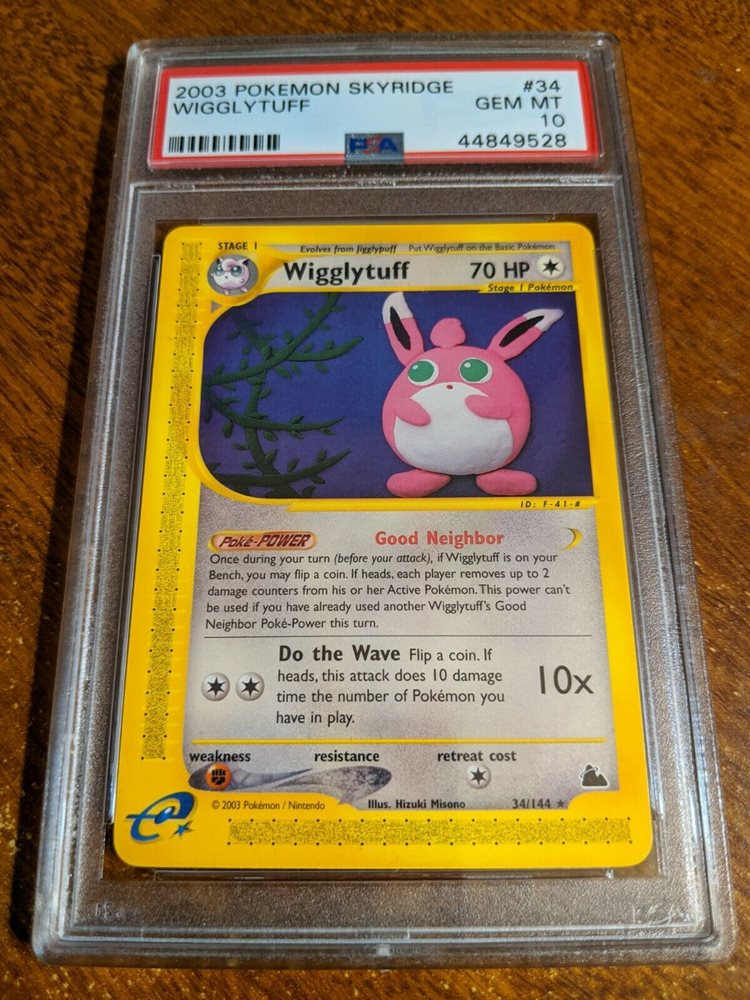 2003 POKEMON SKYRIDGE #34
WIGGLYTUFF GEM MT
10
PSA 44849528
STAGE 1 Evolves from Jigglypuff Put Wigglytuff on the Basic Pokémon
Wigglytuff 70 HP
Stage 1 Pokémon
ID: F-41-#
Poké-POWER Good Neighbor
Once during your turn (before your attack), if Wigglytuff is on your
Bench, you may flip a coin. If heads, each player removes up to 2
damage counters from his or her Active Pokémon. This power can't
be used if you have already used another Wigglytuff's Good
Neighbor Poké-Power this turn.
Do the Wave Flip a coin. If
heads, this attack does 10 damage
time the number of Pokémon you
have in play.
10x
weakness resistance retreat cost
© 2003 Pokémon / Nintendo Illus. Hizuki Misono 34/144 ★
e